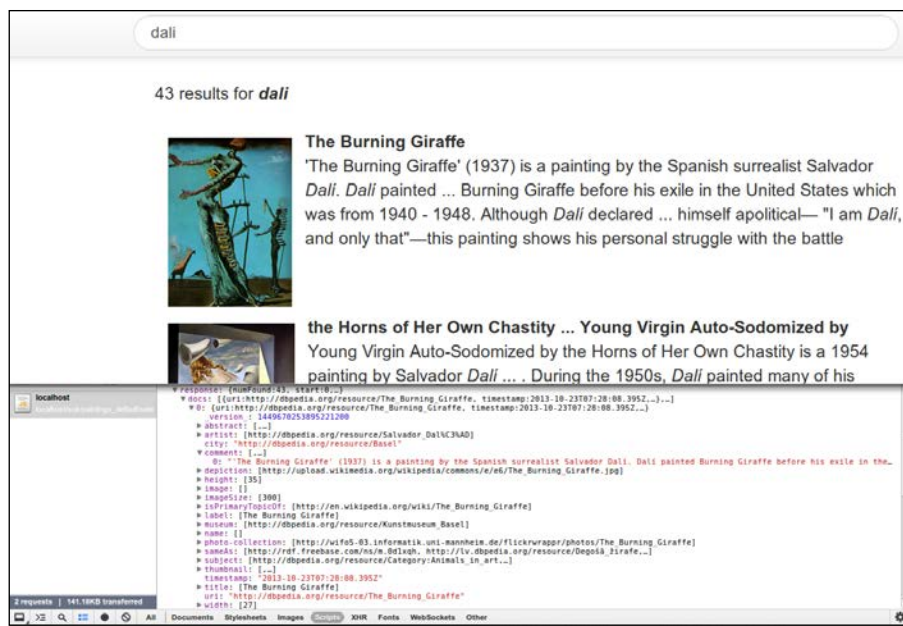 dali
43 results for dali
The Burning Giraffe
'The Burning Giraffe' (1937) is a painting by the Spanish surrealist Salvador
Dalí. Dalí painted ... Burning Giraffe before his exile in the United States which
was from 1940 - 1948. Although Dalí declared ... himself apolitical— "I am Dalí,
and only that"—this painting shows his personal struggle with the battle
the Horns of Her Own Chastity ... Young Virgin Auto-Sodomized by
Young Virgin Auto-Sodomized by the Horns of Her Own Chastity is a 1954
painting by Salvador Dalí ... . During the 1950s, Dalí painted many of his
localhost
response: {numFound:43, start:0,…}
docs: [{uri:http://dbpedia.org/resource/The_Burning_Giraffe, timestamp:2013-10-23T07:28:08.395Z,…},…]
0: {uri:http://dbpedia.org/resource/The_Burning_Giraffe, timestamp:2013-10-23T07:28:08.395Z,…}
_version_: 1449670253895221200
abstract: [,…]
artist: [http://dbpedia.org/resource/Salvador_Dal%C3%AD]
city: "http://dbpedia.org/resource/Basel"
comment: [,…]
0: "'The Burning Giraffe' (1937) is a painting by the Spanish surrealist Salvador Dalí. Dalí painted Burning Giraffe before his exile in the…
depiction: [http://upload.wikimedia.org/wikipedia/commons/e/e6/The_Burning_Giraffe.jpg]
height: [35]
image: []
imageSize: [300]
isPrimaryTopicOf: [http://en.wikipedia.org/wiki/The_Burning_Giraffe]
label: [The Burning Giraffe]
museum: [http://dbpedia.org/resource/Kunstmuseum_Basel]
name: []
photo-collection: [http://wifo5-03.informatik.uni-mannheim.de/flickrwrappr/photos/The_Burning_Giraffe]
sameAs: [http://rdf.freebase.com/ns/m.0d1xqh, http://lv.dbpedia.org/resource/Degošā_žirafe,…]
subject: [http://dbpedia.org/resource/Category:Animals_in_art,…]
thumbnail: [,…]
timestamp: "2013-10-23T07:28:08.395Z"
title: [The Burning Giraffe]
uri: "http://dbpedia.org/resource/The_Burning_Giraffe"
width: [27]
2 requests | 141.18KB transferred
All Documents Stylesheets Images Scripts XHR Fonts WebSockets Other